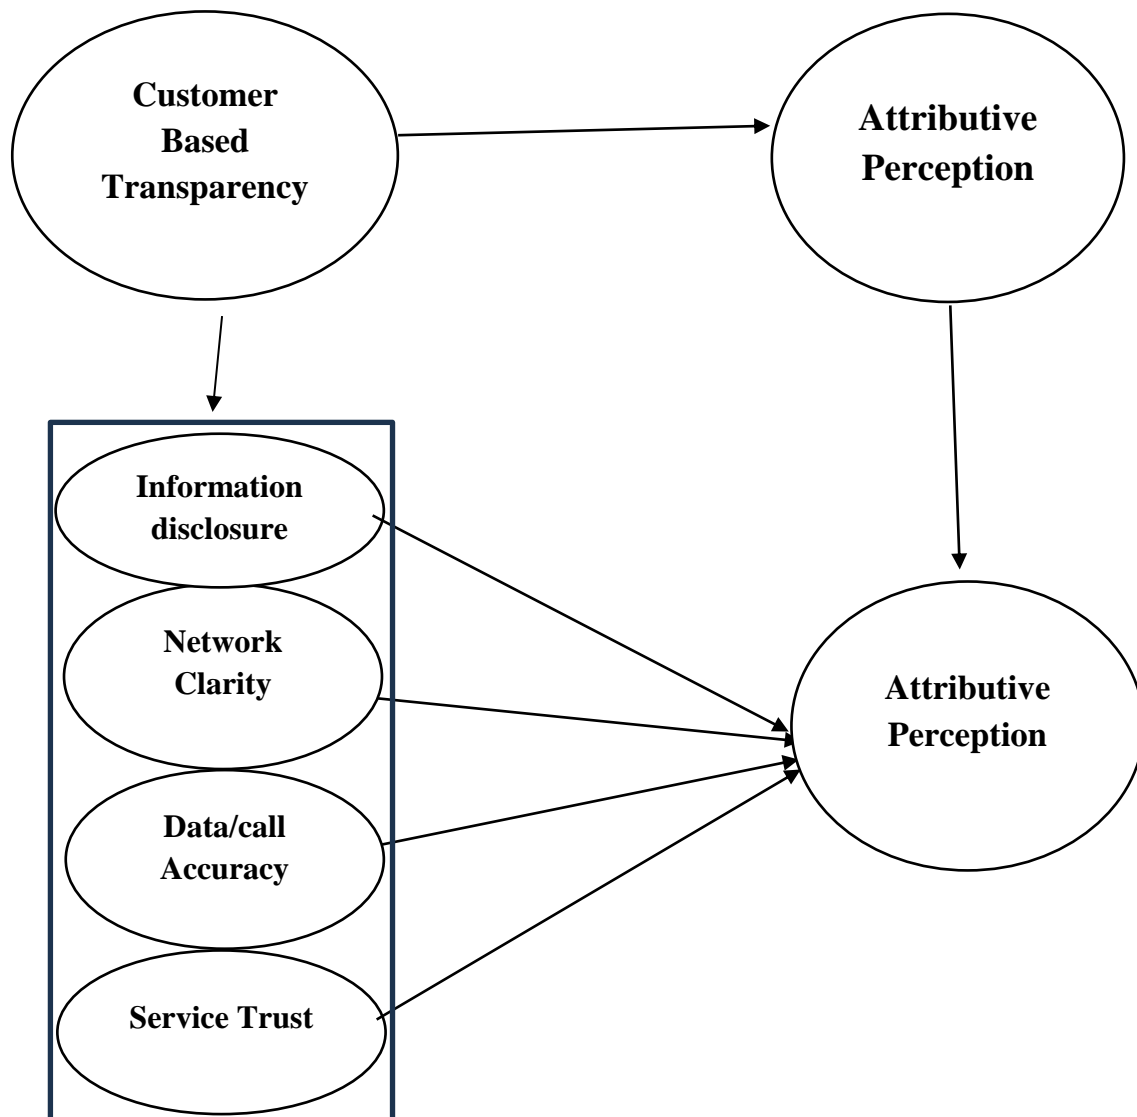 Customer
Based
Transparency
Attributive
Perception
Information
disclosure
Network
Clarity
Data/call
Accuracy
Service Trust
Attributive
Perception